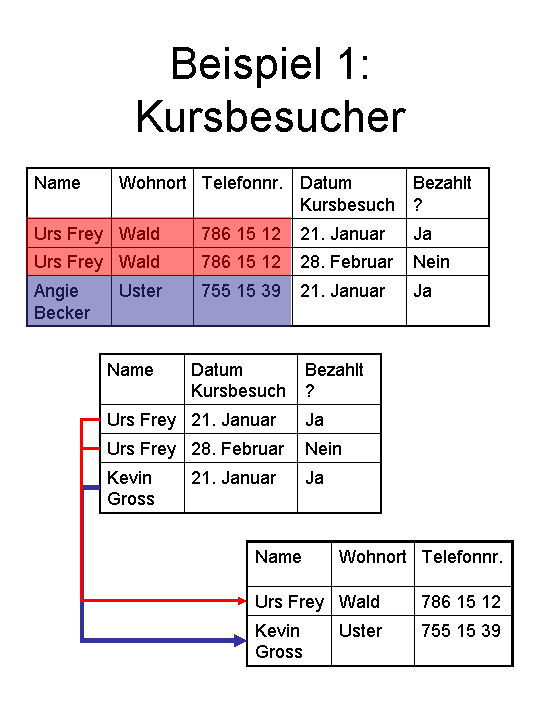 Beispiel 1:
Kursbesucher
Name Wohnort Telefonnr. Datum Kursbesuch Bezahlt ?
Urs Frey Wald 786 15 12 21. Januar Ja
Urs Frey Wald 786 15 12 28. Februar Nein
Angie Becker Uster 755 15 39 21. Januar Ja
Name Datum Kursbesuch Bezahlt ?
Urs Frey 21. Januar Ja
Urs Frey 28. Februar Nein
Kevin Gross 21. Januar Ja
Name Wohnort Telefonnr.
Urs Frey Wald 786 15 12
Kevin Gross Uster 755 15 39